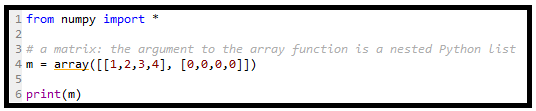 1 from numpy import *
2
3 # a matrix: the argument to the array function is a nested Python list
4 m = array([[1,2,3,4], [0,0,0,0]])
5
6 print(m)